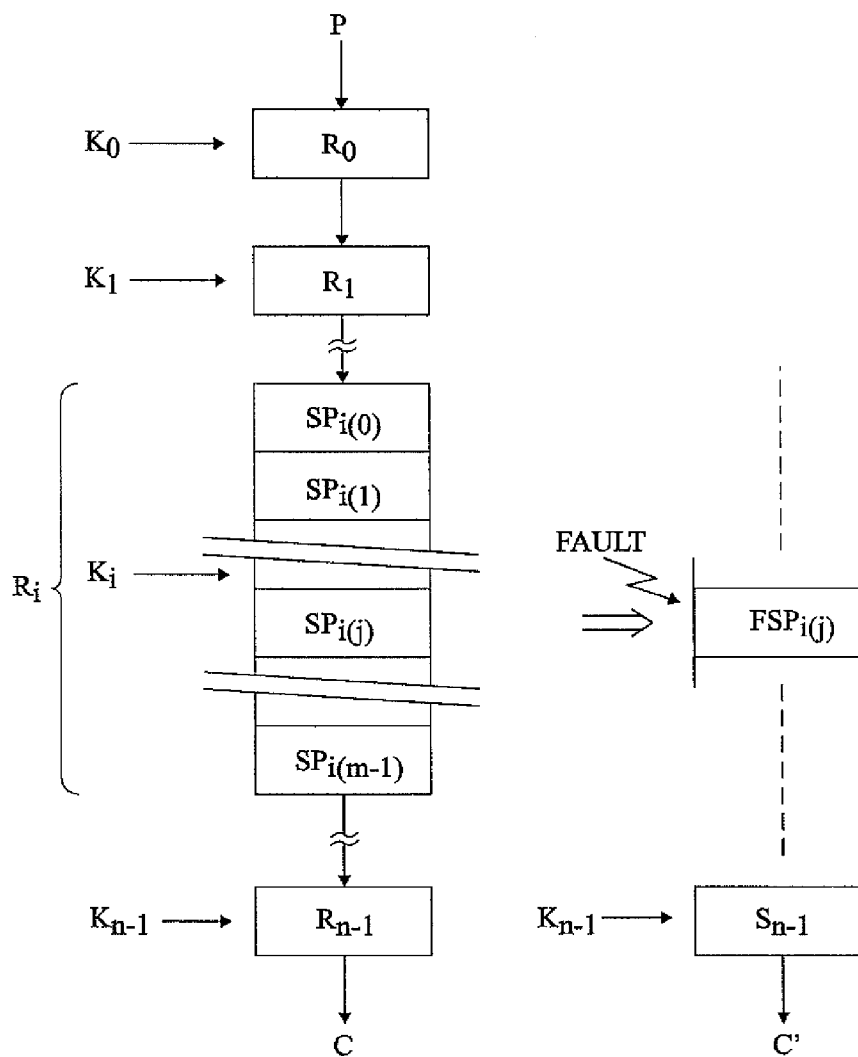 P
K0
R0
K1
R1
SPi(0)
SPi(1)
FAULT
Ri
Ki
SPi(j)
FSPi(j)
SPi(m-1)
Kn-1
Rn-1
Kn-1
Sn-1
C
C'